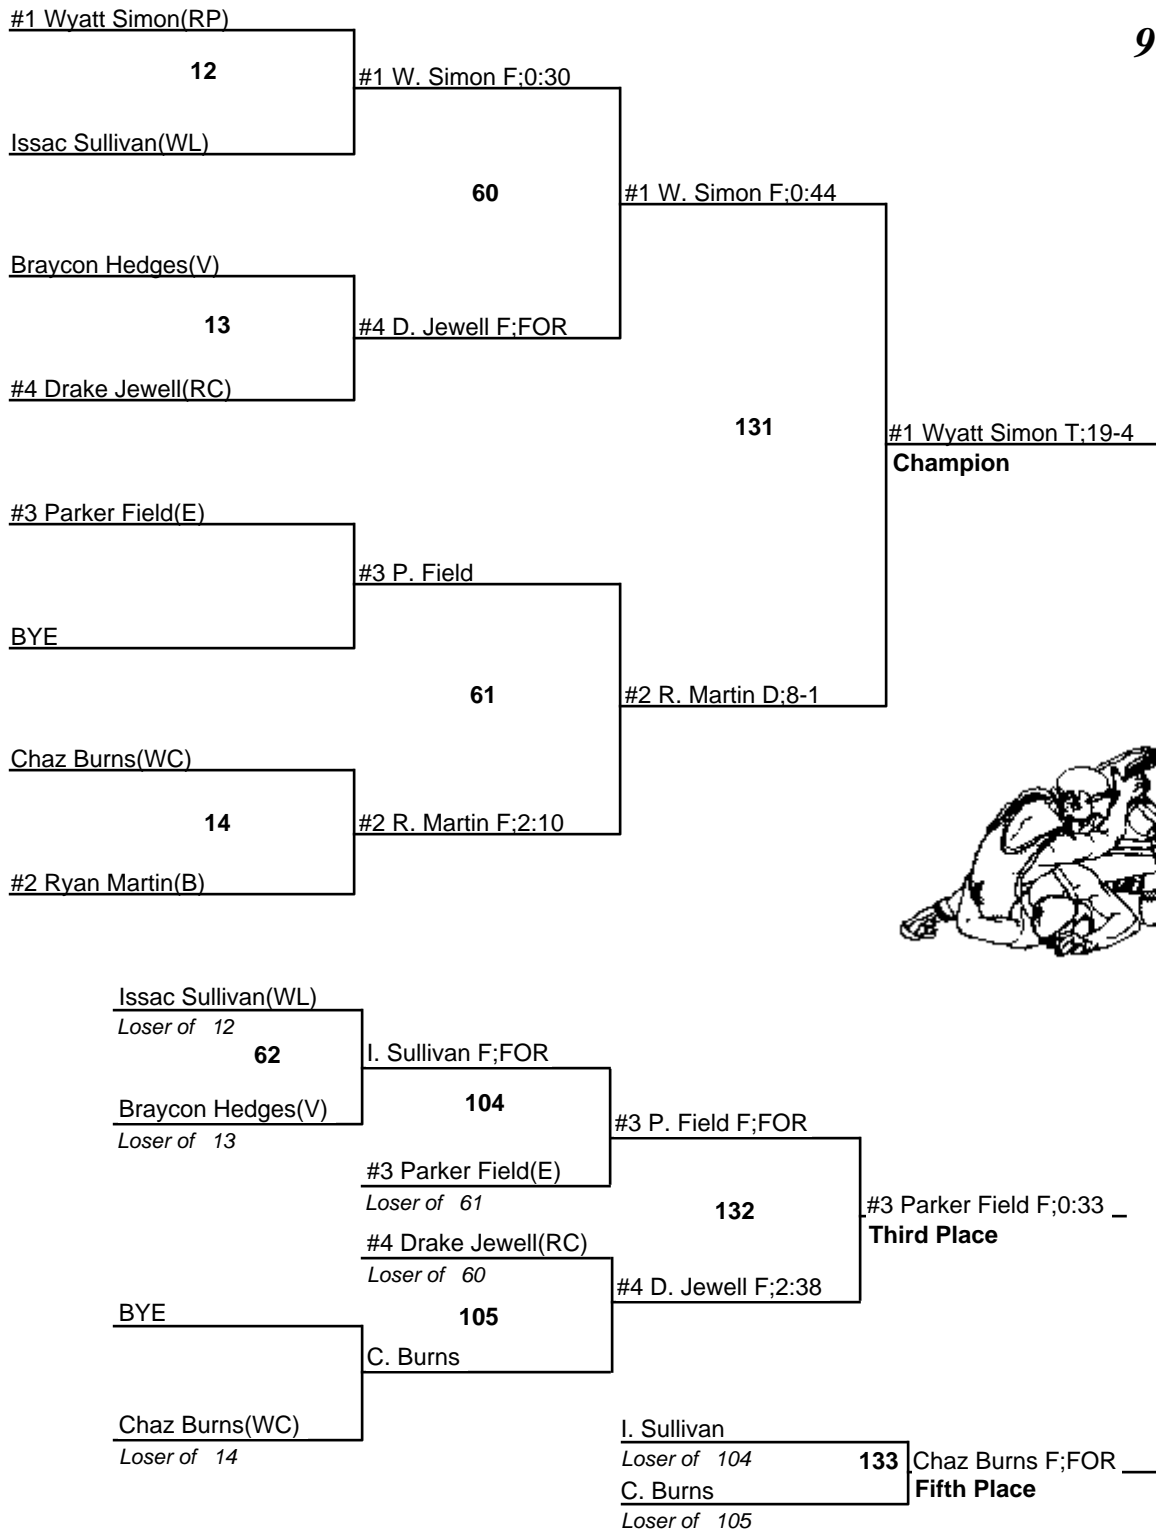 #1 Wyatt Simon(RP)
9
12
#1 W. Simon F;0:30
Issac Sullivan(WL)
60
#1 W. Simon F;0:44
Braycon Hedges(V)
13
#4 D. Jewell F;FOR
#4 Drake Jewell(RC)
131
#1 Wyatt Simon T;19-4
Champion
#3 Parker Field(E)
#3 P. Field
BYE
61
#2 R. Martin D;8-1
Chaz Burns(WC)
14
#2 R. Martin F;2:10
#2 Ryan Martin(B)
Issac Sullivan(WL)
Loser of 12
62
I. Sullivan F;FOR
Braycon Hedges(V)
Loser of 13
104
#3 P. Field F;FOR
#3 Parker Field(E)
Loser of 61
132
#3 Parker Field F;0:33
Third Place
#4 Drake Jewell(RC)
Loser of 60
#4 D. Jewell F;2:38
BYE
105
C. Burns
Chaz Burns(WC)
Loser of 14
I. Sullivan
Loser of 104
133
Chaz Burns F;FOR
Fifth Place
C. Burns
Loser of 105